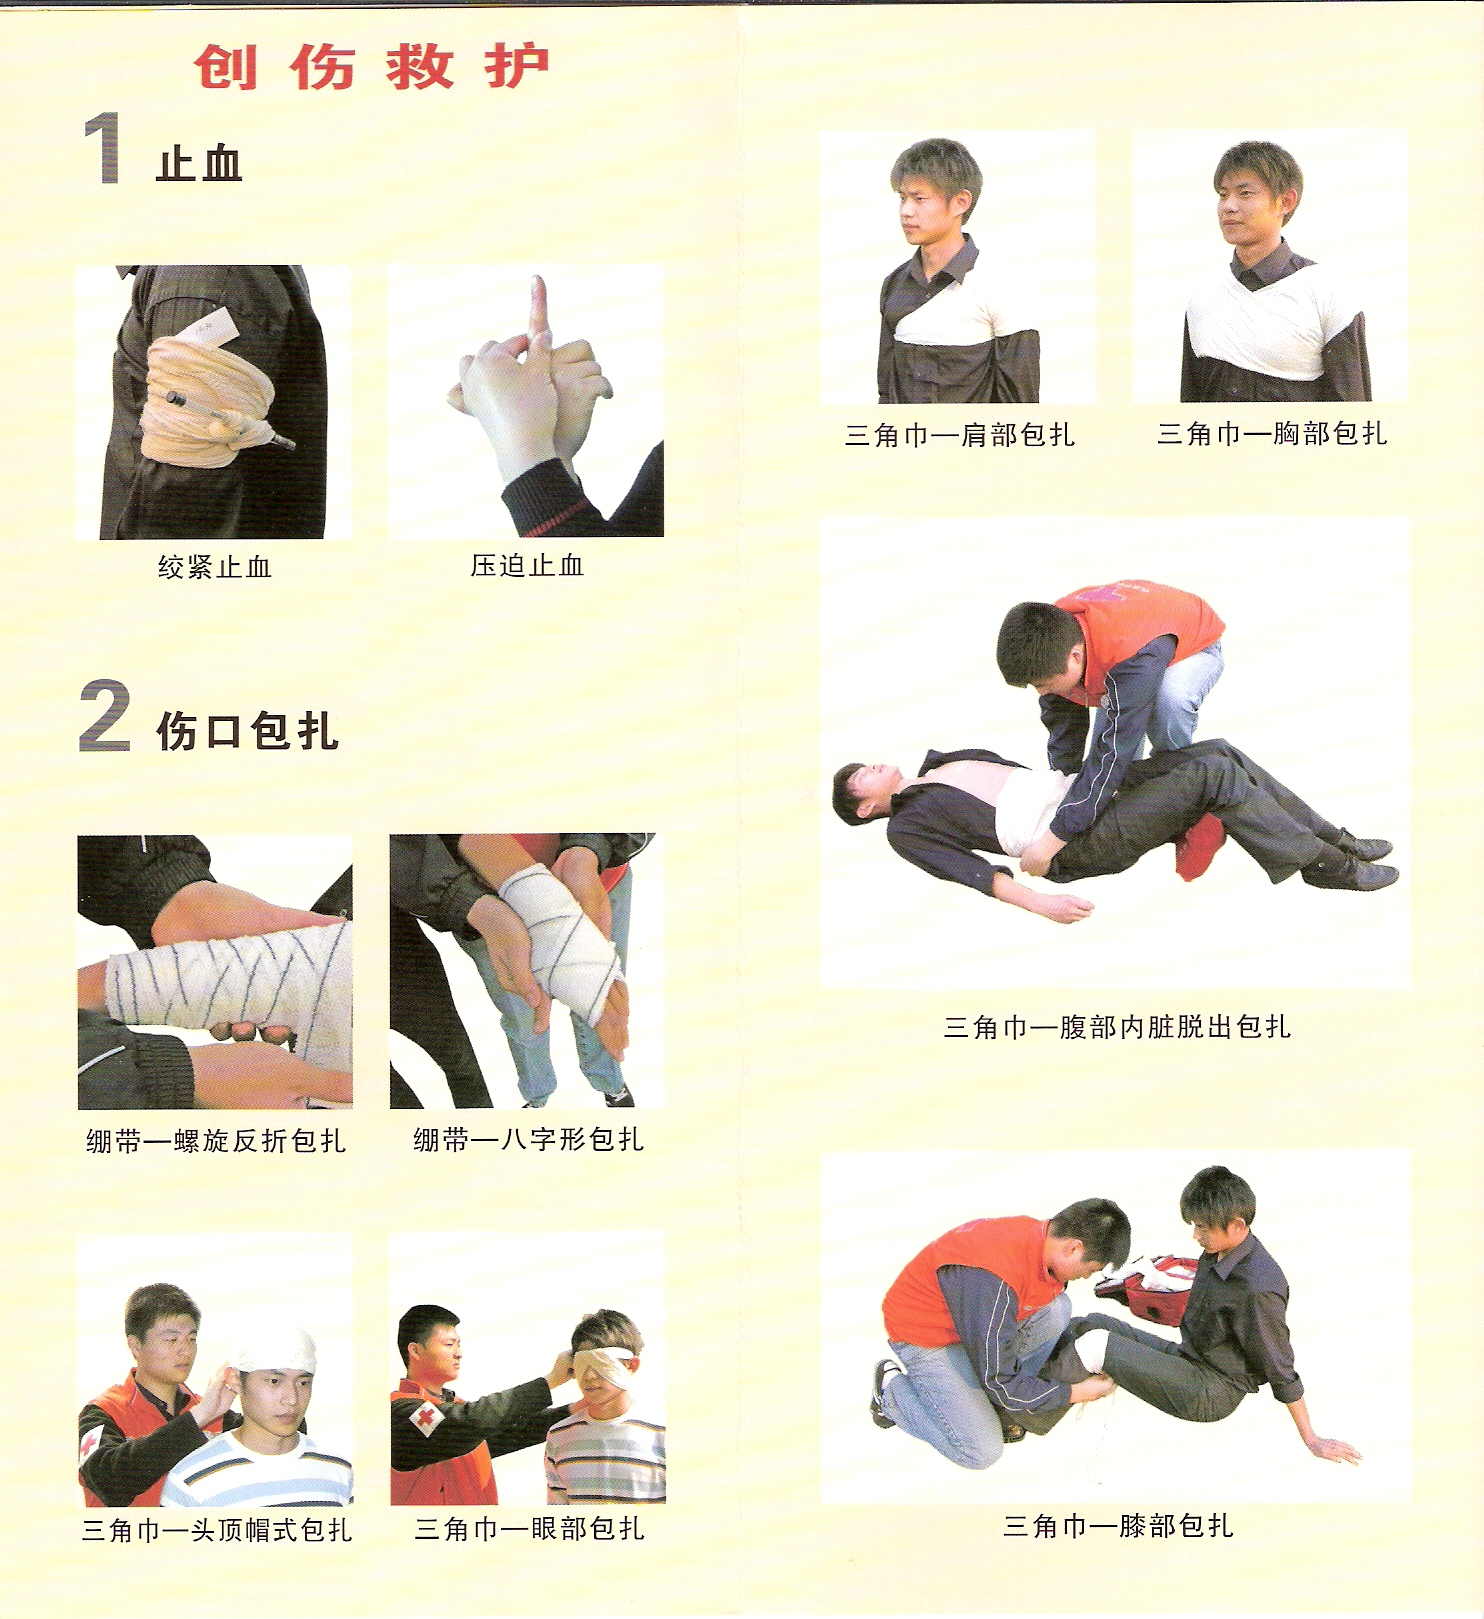 创伤救护
1 止血
绞紧止血
压迫止血
2 伤口包扎
绷带—螺旋反折包扎
绷带—八字形包扎
三角巾—头顶帽式包扎
三角巾—眼部包扎
三角巾—肩部包扎
三角巾—胸部包扎
三角巾—腹部内脏脱出包扎
三角巾—膝部包扎